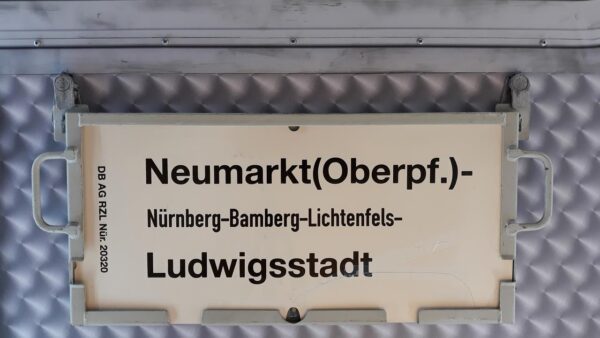 Neumarkt(Oberpf.)-
Nürnberg-Bamberg-Lichtenfels-
Ludwigsstadt
DB AG RZL Nür. 20320